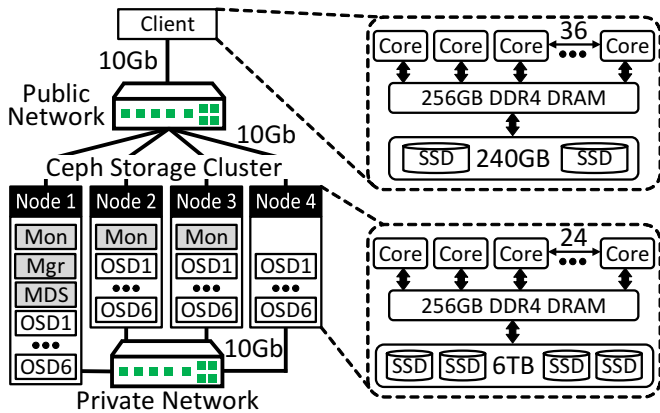 Client
10Gb
Public
Network
10Gb
Ceph Storage Cluster
Node 1
Mon
Mgr
MDS
OSD1
•••
OSD6
Node 2
Mon
OSD1
•••
OSD6
Node 3
Mon
OSD1
•••
OSD6
Node 4
OSD1
•••
OSD6
10Gb
Private Network
36
Core Core Core ••• Core
256GB DDR4 DRAM
SSD 240GB SSD
24
Core Core Core ••• Core
256GB DDR4 DRAM
SSD SSD 6TB SSD SSD